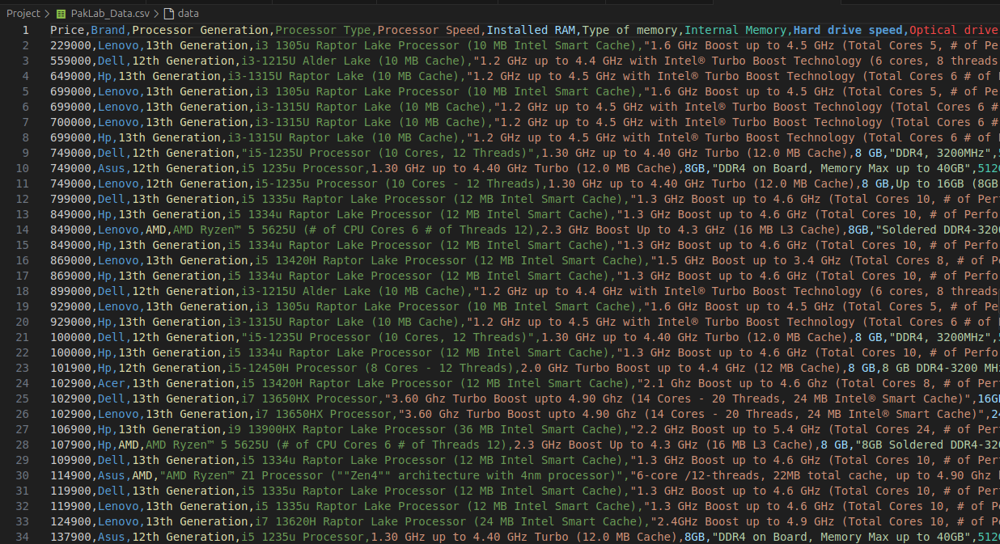 Project > PakLab_Data.csv > data
1 Price,Brand,Processor Generation,Processor Type,Processor Speed,Installed RAM,Type of memory,Internal Memory,Hard drive speed,Optical drive
2 229000,Lenovo,13th Generation,i3 1305u Raptor Lake Processor (10 MB Intel Smart Cache),"1.6 GHz Boost up to 4.5 GHz (Total Cores 5, # of Pe
3 559000,Dell,12th Generation,i3-1215U Alder Lake (10 MB Cache),"1.2 GHz up to 4.4 GHz with Intel® Turbo Boost Technology (6 cores, 8 threads
4 649000,Hp,13th Generation,i3-1315U Raptor Lake (10 MB Cache),"1.2 GHz up to 4.5 GHz with Intel® Turbo Boost Technology (Total Cores 6 # of
5 699000,Lenovo,13th Generation,i3 1305u Raptor Lake Processor (10 MB Intel Smart Cache),"1.6 GHz Boost up to 4.5 GHz (Total Cores 5, # of Pe
6 699000,Lenovo,13th Generation,i3-1315U Raptor Lake (10 MB Cache),"1.2 GHz up to 4.5 GHz with Intel® Turbo Boost Technology (Total Cores 6 #
7 700000,Lenovo,13th Generation,i3-1315U Raptor Lake (10 MB Cache),"1.2 GHz up to 4.5 GHz with Intel® Turbo Boost Technology (Total Cores 6 #
8 699000,Hp,13th Generation,i3-1315U Raptor Lake (10 MB Cache),"1.2 GHz up to 4.5 GHz with Intel® Turbo Boost Technology (Total Cores 6 # of
9 749000,Dell,12th Generation,"i5-1235U Processor (10 Cores, 12 Threads)",1.30 GHz up to 4.40 GHz Turbo (12.0 MB Cache),8 GB,"DDR4, 3200MHz",
10 749000,Asus,12th Generation,i5 1235u Processor,1.30 GHz up to 4.40 GHz Turbo (12.0 MB Cache),8GB,"DDR4 on Board, Memory Max up to 40GB",512
11 749000,Lenovo,12th Generation,i5-1235u Processor (10 Cores - 12 Threads),1.30 GHz up to 4.40 GHz Turbo (12.0 MB Cache),8 GB,Up to 16GB (8GB
12 799000,Dell,13th Generation,i5 1335u Raptor Lake Processor (12 MB Intel Smart Cache),"1.3 GHz Boost up to 4.6 GHz (Total Cores 10, # of Per
13 849000,Hp,13th Generation,i5 1334u Raptor Lake Processor (12 MB Intel Smart Cache),"1.3 GHz Boost up to 4.6 GHz (Total Cores 10, # of Perfo
14 849000,Lenovo,AMD,AMD Ryzen™ 5 5625U (# of CPU Cores 6 # of Threads 12),2.3 GHz Boost Up to 4.3 GHz (16 MB L3 Cache),8GB,"Soldered DDR4-320
15 849000,Hp,13th Generation,i5 1334u Raptor Lake Processor (12 MB Intel Smart Cache),"1.3 GHz Boost up to 4.6 GHz (Total Cores 10, # of Perfo
16 869000,Lenovo,13th Generation,i5 13420H Raptor Lake Processor (12 MB Intel Smart Cache),"1.5 GHz Boost up to 3.4 GHz (Total Cores 8, # of P
17 869000,Hp,13th Generation,i5 1334u Raptor Lake Processor (12 MB Intel Smart Cache),"1.3 GHz Boost up to 4.6 GHz (Total Cores 10, # of Perfo
18 899000,Dell,12th Generation,i3-1215U Alder Lake (10 MB Cache),"1.2 GHz up to 4.4 GHz with Intel® Turbo Boost Technology (6 cores, 8 threads
19 929000,Lenovo,13th Generation,i3 1305u Raptor Lake Processor (10 MB Intel Smart Cache),"1.6 GHz Boost up to 4.5 GHz (Total Cores 5, # of Pe
20 929000,Hp,13th Generation,i3-1315U Raptor Lake (10 MB Cache),"1.2 GHz up to 4.5 GHz with Intel® Turbo Boost Technology (Total Cores 6 # of
21 100000,Dell,12th Generation,"i5-1235U Processor (10 Cores, 12 Threads)",1.30 GHz up to 4.40 GHz Turbo (12.0 MB Cache),8 GB,"DDR4, 3200MHz",
22 100000,Hp,13th Generation,i5 1334u Raptor Lake Processor (12 MB Intel Smart Cache),"1.3 GHz Boost up to 4.6 GHz (Total Cores 10, # of Perfo
23 101900,Hp,12th Generation,i5-12450H Processor (8 Cores - 12 Threads),2.0 GHz Turbo Boost up to 4.4 GHz (12 MB Cache),8 GB,8 GB DDR4-3200 MH
24 102900,Acer,13th Generation,i5 13420H Raptor Lake Processor (12 MB Intel Smart Cache),"2.1 Ghz Boost up to 4.6 GHz (Total Cores 8, # of Per
25 102900,Dell,13th Generation,i7 13650HX Processor,"3.60 Ghz Turbo Boost upto 4.90 Ghz (14 Cores - 20 Threads, 24 MB Intel® Smart Cache)",16G
26 102900,Lenovo,13th Generation,i7 13650HX Processor,"3.60 Ghz Turbo Boost upto 4.90 Ghz (14 Cores - 20 Threads, 24 MB Intel® Smart Cache)",24
27 106900,Hp,13th Generation,i9 13900HX Raptor Lake Processor (36 MB Intel Smart Cache),"2.2 GHz Boost up to 5.4 GHz (Total Cores 24, # of Per
28 107900,Hp,AMD,AMD Ryzen™ 5 5625U (# of CPU Cores 6 # of Threads 12),2.3 GHz Boost Up to 4.3 GHz (16 MB L3 Cache),8 GB,"8GB Soldered DDR4-320
29 109900,Dell,13th Generation,i5 1334u Raptor Lake Processor (12 MB Intel Smart Cache),"1.3 GHz Boost up to 4.6 GHz (Total Cores 10, # of Per
30 114900,Asus,AMD,"AMD Ryzen™ Z1 Processor (""Zen4"" architecture with 4nm processor)","6-core /12-threads, 22MB total cache, up to 4.90 Ghz
31 119900,Dell,13th Generation,i5 1335u Raptor Lake Processor (12 MB Intel Smart Cache),"1.3 GHz Boost up to 4.6 GHz (Total Cores 10, # of Per
32 119900,Lenovo,13th Generation,i5 1335u Raptor Lake Processor (12 MB Intel Smart Cache),"1.3 GHz Boost up to 4.6 GHz (Total Cores 10, # of P
33 124900,Lenovo,13th Generation,i7 13620H Raptor Lake Processor (24 MB Intel Smart Cache),"2.4GHz Boost up to 4.9 GHz (Total Cores 10, # of
34 137900,Asus,12th Generation,i5 1235u Processor,1.30 GHz up to 4.40 GHz Turbo (12.0 MB Cache),8GB,"DDR4 on Board, Memory Max up to 40GB",512